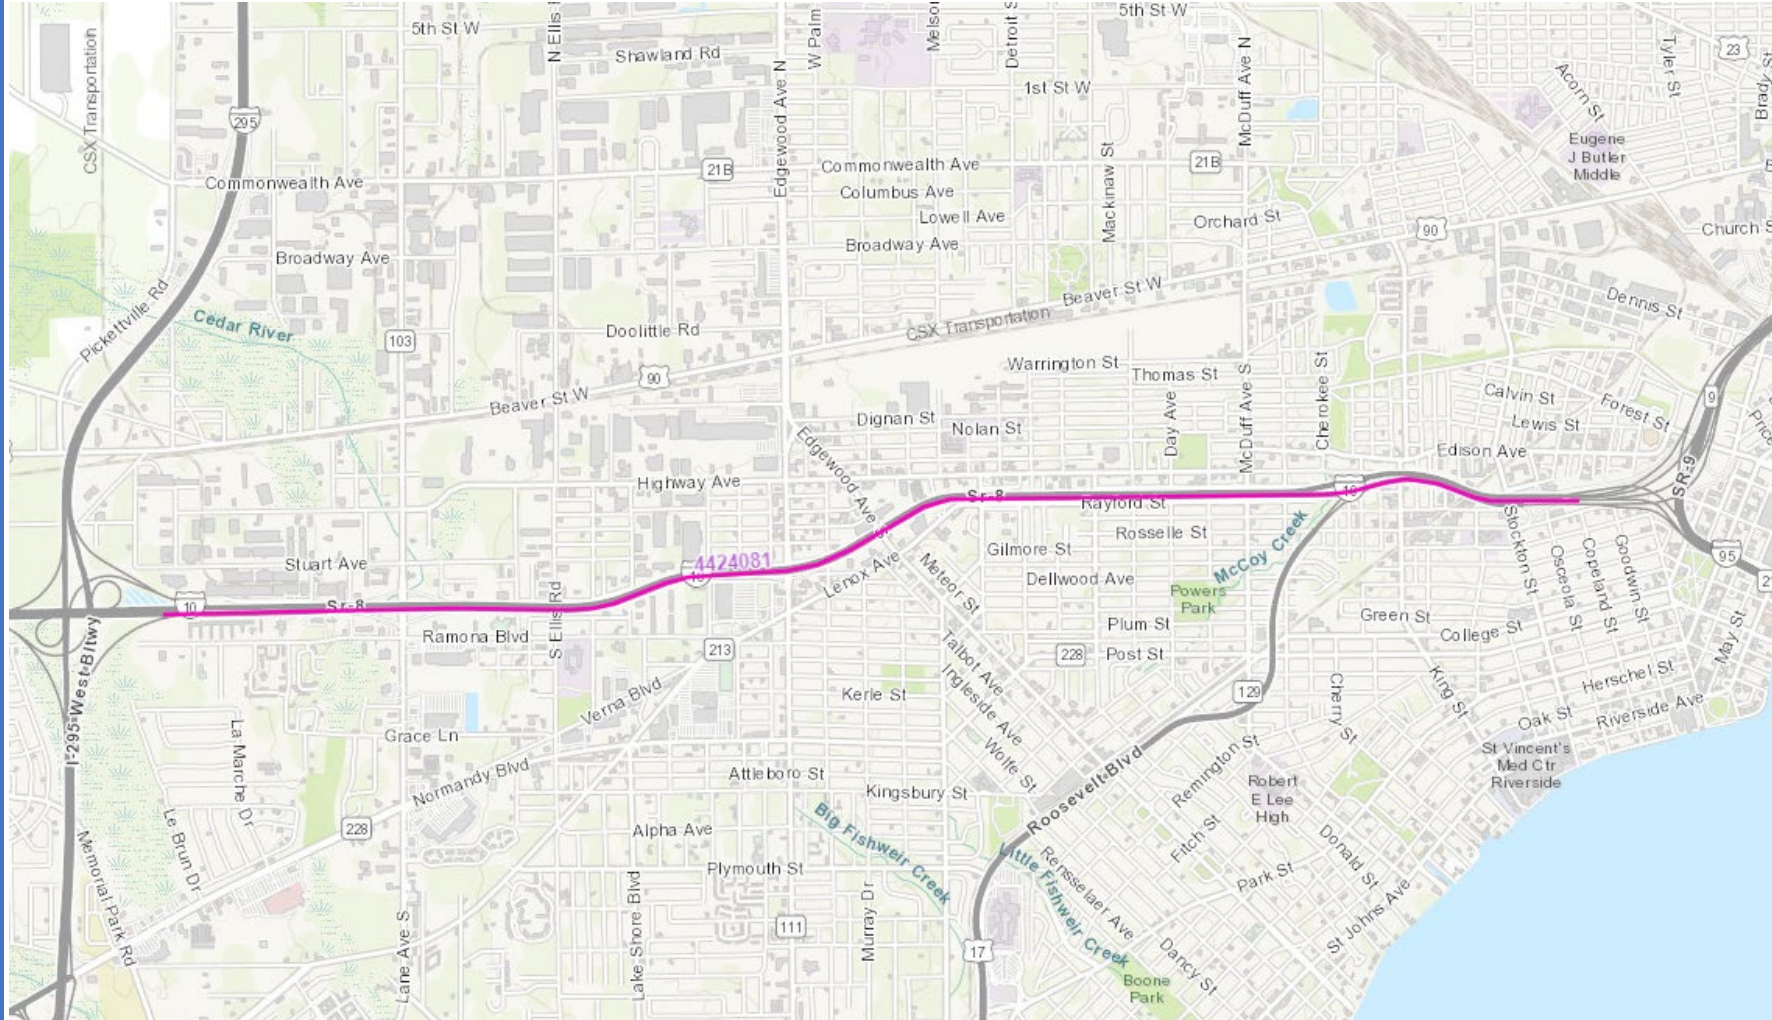 5th St W
N Ellis
Shawland Rd
W Palm
Detroit S
5th St W
Tyler St
23
CSX Transportation
295
Edgewood Ave N
1st St W
McDuff Ave N
Acorn St
Brady St
Eugene
J Butler
Middle
Commonwealth Ave
21B
Commonwealth Ave
Columbus Ave
Lowell Ave
Mackinaw St
21B
Orchard St
90
Church S
Broadway Ave
Broadway Ave
Pickettville Rd
Cedar River
103
Doolittle Rd
Beaver St W
CSX Transportation
Dennis St
90
Beaver St W
Warrington St
Thomas St
Cherokee St
Calvin St
Forest St
9
Dignan St
Nolan St
Day Ave
McDuff Ave S
Lewis St
Price
Edgewood Ave S
Edison Ave
Highway Ave
SR-9
Sr-8
Rayford St
10
Stuart Ave
4424081
10
Lenox Ave
Meteor St
Gilmore St
Rosselle St
McCoy Creek
Stockton St
Osceola St
Copeland St
Goodwin St
95
Dellwood Ave
Powers
Park
10
Sr-8
S Ellis Rd
Ramona Blvd
213
Plum St
228
Post St
Green St
College St
May St
I-295 West Bltwy
Talbot Ave
Ingleside Ave
Kerle St
Verna Blvd
129
Cherry St
King St
Herschel St
Oak St
Riverside Ave
La Marche Dr
Grace Ln
Wolfe St
Roosevelt Blvd
Remington St
St Vincent's
Med Ctr
Riverside
Normandy Blvd
Attleboro St
Kingsbury St
Robert
E Lee
High
Le Brun Dr
228
Alpha Ave
Big Fishweir Creek
Fitch St
Donald St
Memorial Park Rd
Plymouth St
Little Fishweir Creek
Rensselaer Ave
Park St
Lane Ave S
Lake Shore Blvd
111
Murray Dr
17
St Johns Ave
Dancy St
Boone
Park